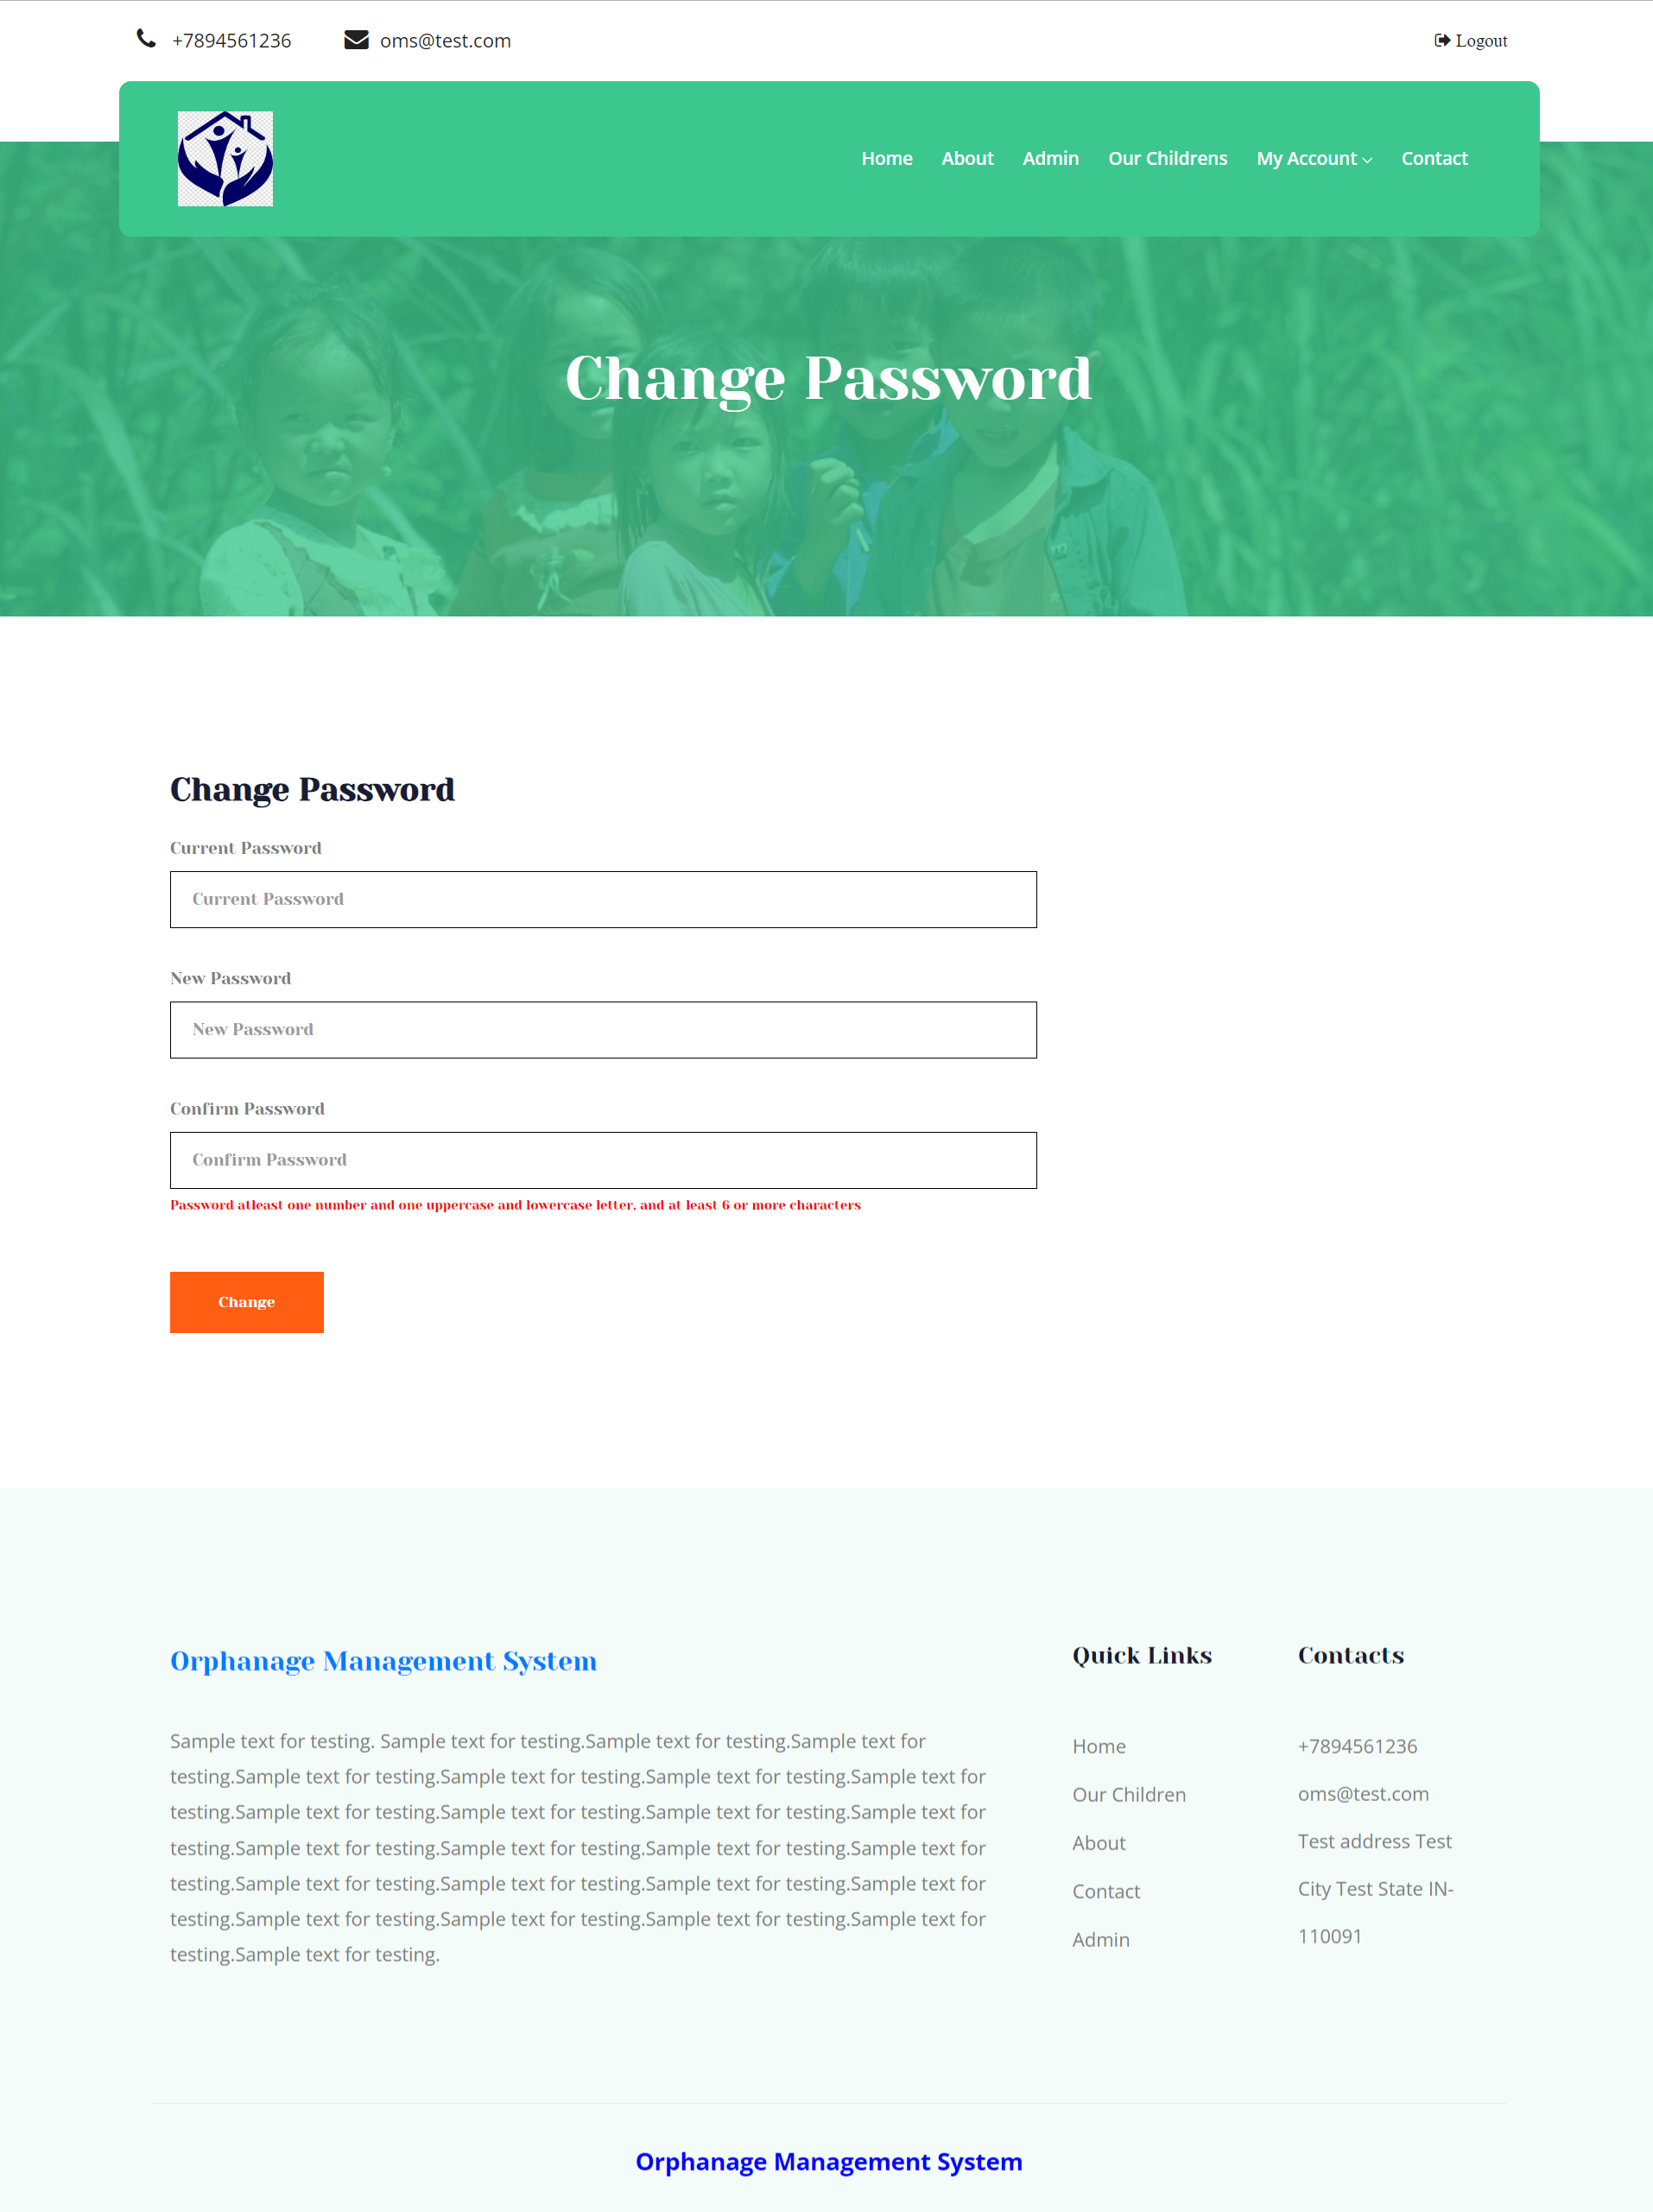 +7894561236 oms@test.com Logout
Home About Admin Our Childrens My Account Contact
Change Password
Change Password
Current Password
Current Password
New Password
New Password
Confirm Password
Confirm Password
Password atleast one number and one uppercase and lowercase letter, and at least 6 or more characters
Change
Orphanage Management System
Sample text for testing. Sample text for testing.Sample text for testing.Sample text for
testing.Sample text for testing.Sample text for testing.Sample text for testing.Sample text for
testing.Sample text for testing.Sample text for testing.Sample text for testing.Sample text for
testing.Sample text for testing.Sample text for testing.Sample text for testing.Sample text for
testing.Sample text for testing.Sample text for testing.Sample text for testing.Sample text for
testing.Sample text for testing.Sample text for testing.Sample text for testing.Sample text for
testing.Sample text for testing.
Quick Links
Home
Our Children
About
Contact
Admin
Contacts
+7894561236
oms@test.com
Test address Test
City Test State IN-
110091
Orphanage Management System